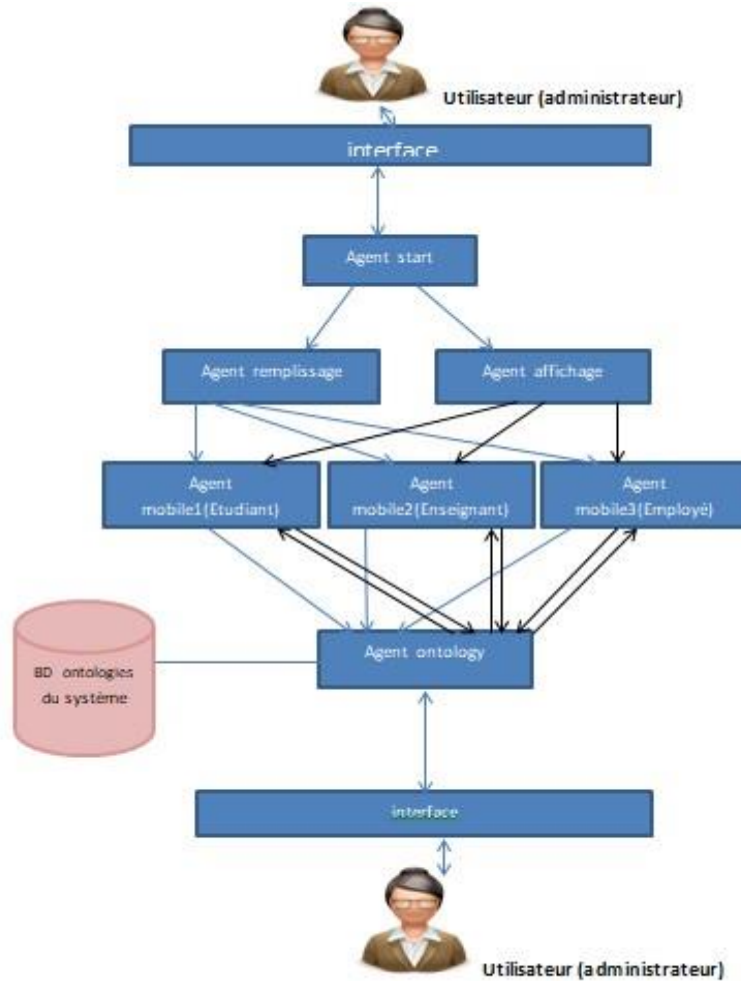 Utilisateur (administrateur)
interface
Agent start
Agent remplissage
Agent affichage
Agent
mobile1(Etudiant)
Agent
mobile2(Enseignant)
Agent
mobile3(Employé)
Agent ontology
BD ontologies
du système
interface
Utilisateur (administrateur)